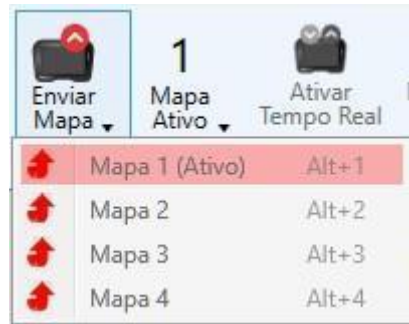 1
Enviar Mapa
Mapa Ativo
Ativar Tempo Real
Mapa 1 (Ativo) Alt+1
Mapa 2 Alt+2
Mapa 3 Alt+3
Mapa 4 Alt+4